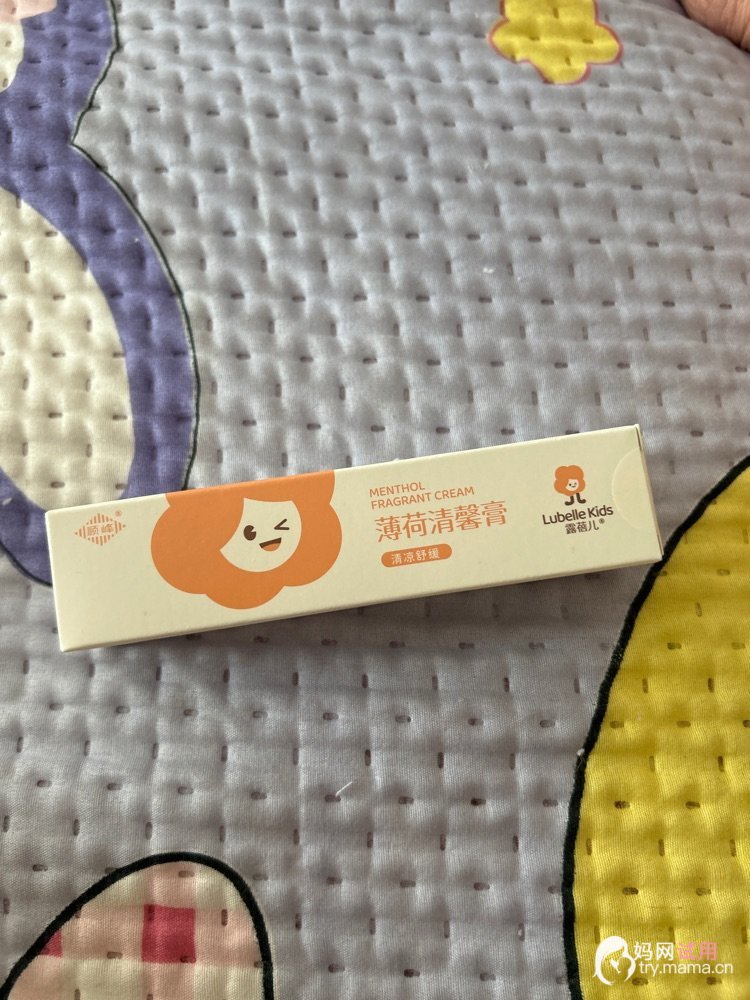 顺峰®
MENTHOL
FRAGRANT CREAM
薄荷清馨膏
清凉舒缓
Lubelle Kids
露蓓儿®
妈网试用
try.mama.cn